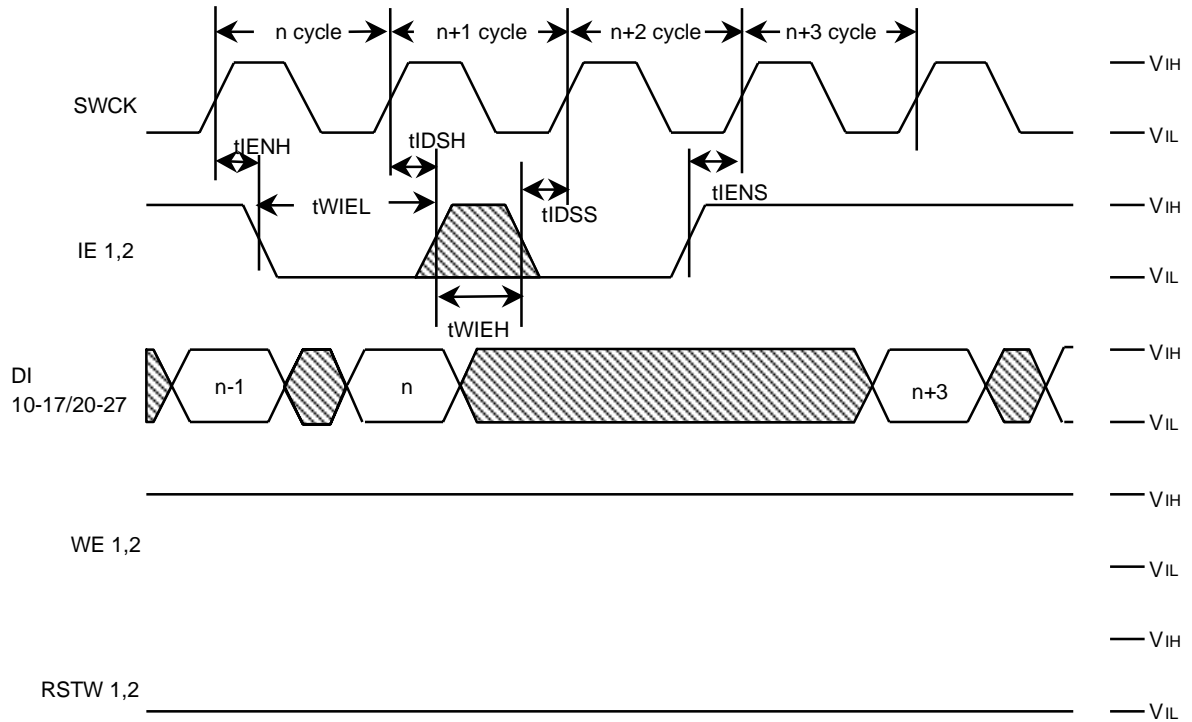 n cycle n+1 cycle n+2 cycle n+3 cycle
VIH
SWCK
VIL
tIENH tIDSH
tIENS
tWIEL tIDSS
VIH
IE 1,2
VIL
tWIEH
VIH
DI
10-17/20-27
n-1 n n+3
VIL
VIH
WE 1,2
VIL
VIH
RSTW 1,2
VIL